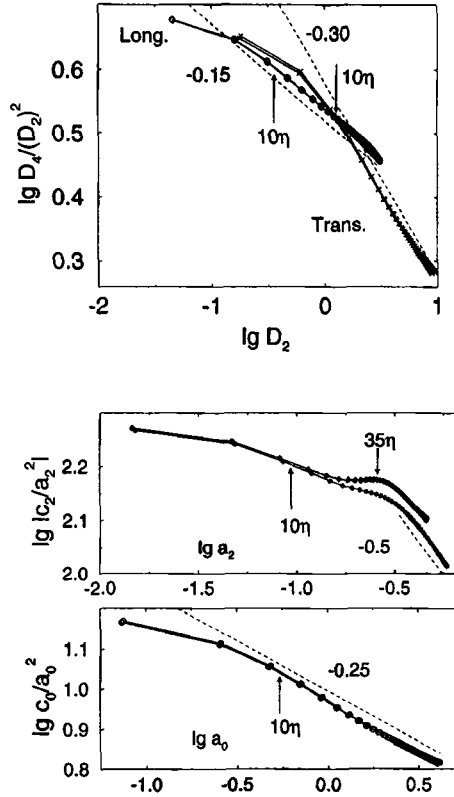 Long.
-0.30
0.6
-0.15
10η
0.5
10η
lg D₄/(D₂)²
0.4
Trans.
0.3
-2 -1 0 1
lg D₂
35η
2.2
lg |c₂/a₂²|
10η
2.1
-0.5
lg a₂
2.0
-2.0 -1.5 -1.0 -0.5
1.1
-0.25
lg c₀/a₀²
1.0
10η
0.9
lg a₀
0.8
-1.0 -0.5 0.0 0.5